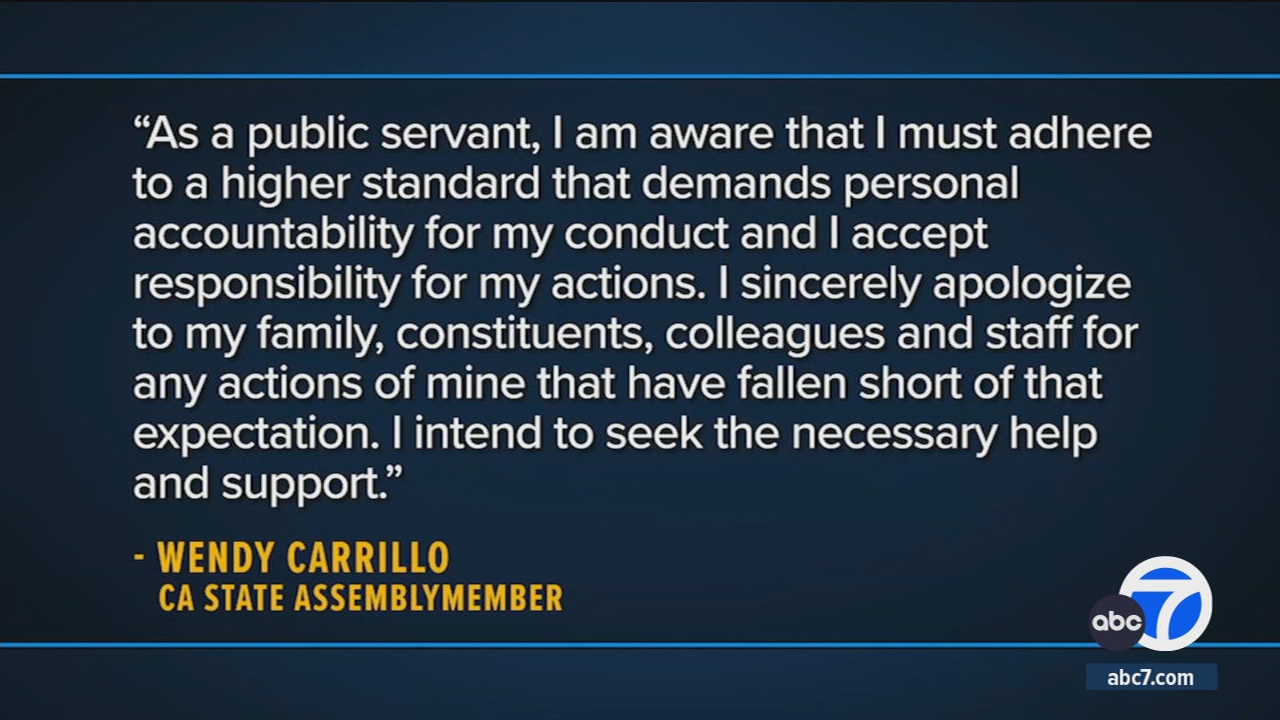 “As a public servant, I am aware that I must adhere
to a higher standard that demands personal
accountability for my conduct and I accept
responsibility for my actions. I sincerely apologize
to my family, constituents, colleagues and staff for
any actions of mine that have fallen short of that
expectation. I intend to seek the necessary help
and support.”
- WENDY CARRILLO
CA STATE ASSEMBLYMEMBER
abc 7
abc7.com